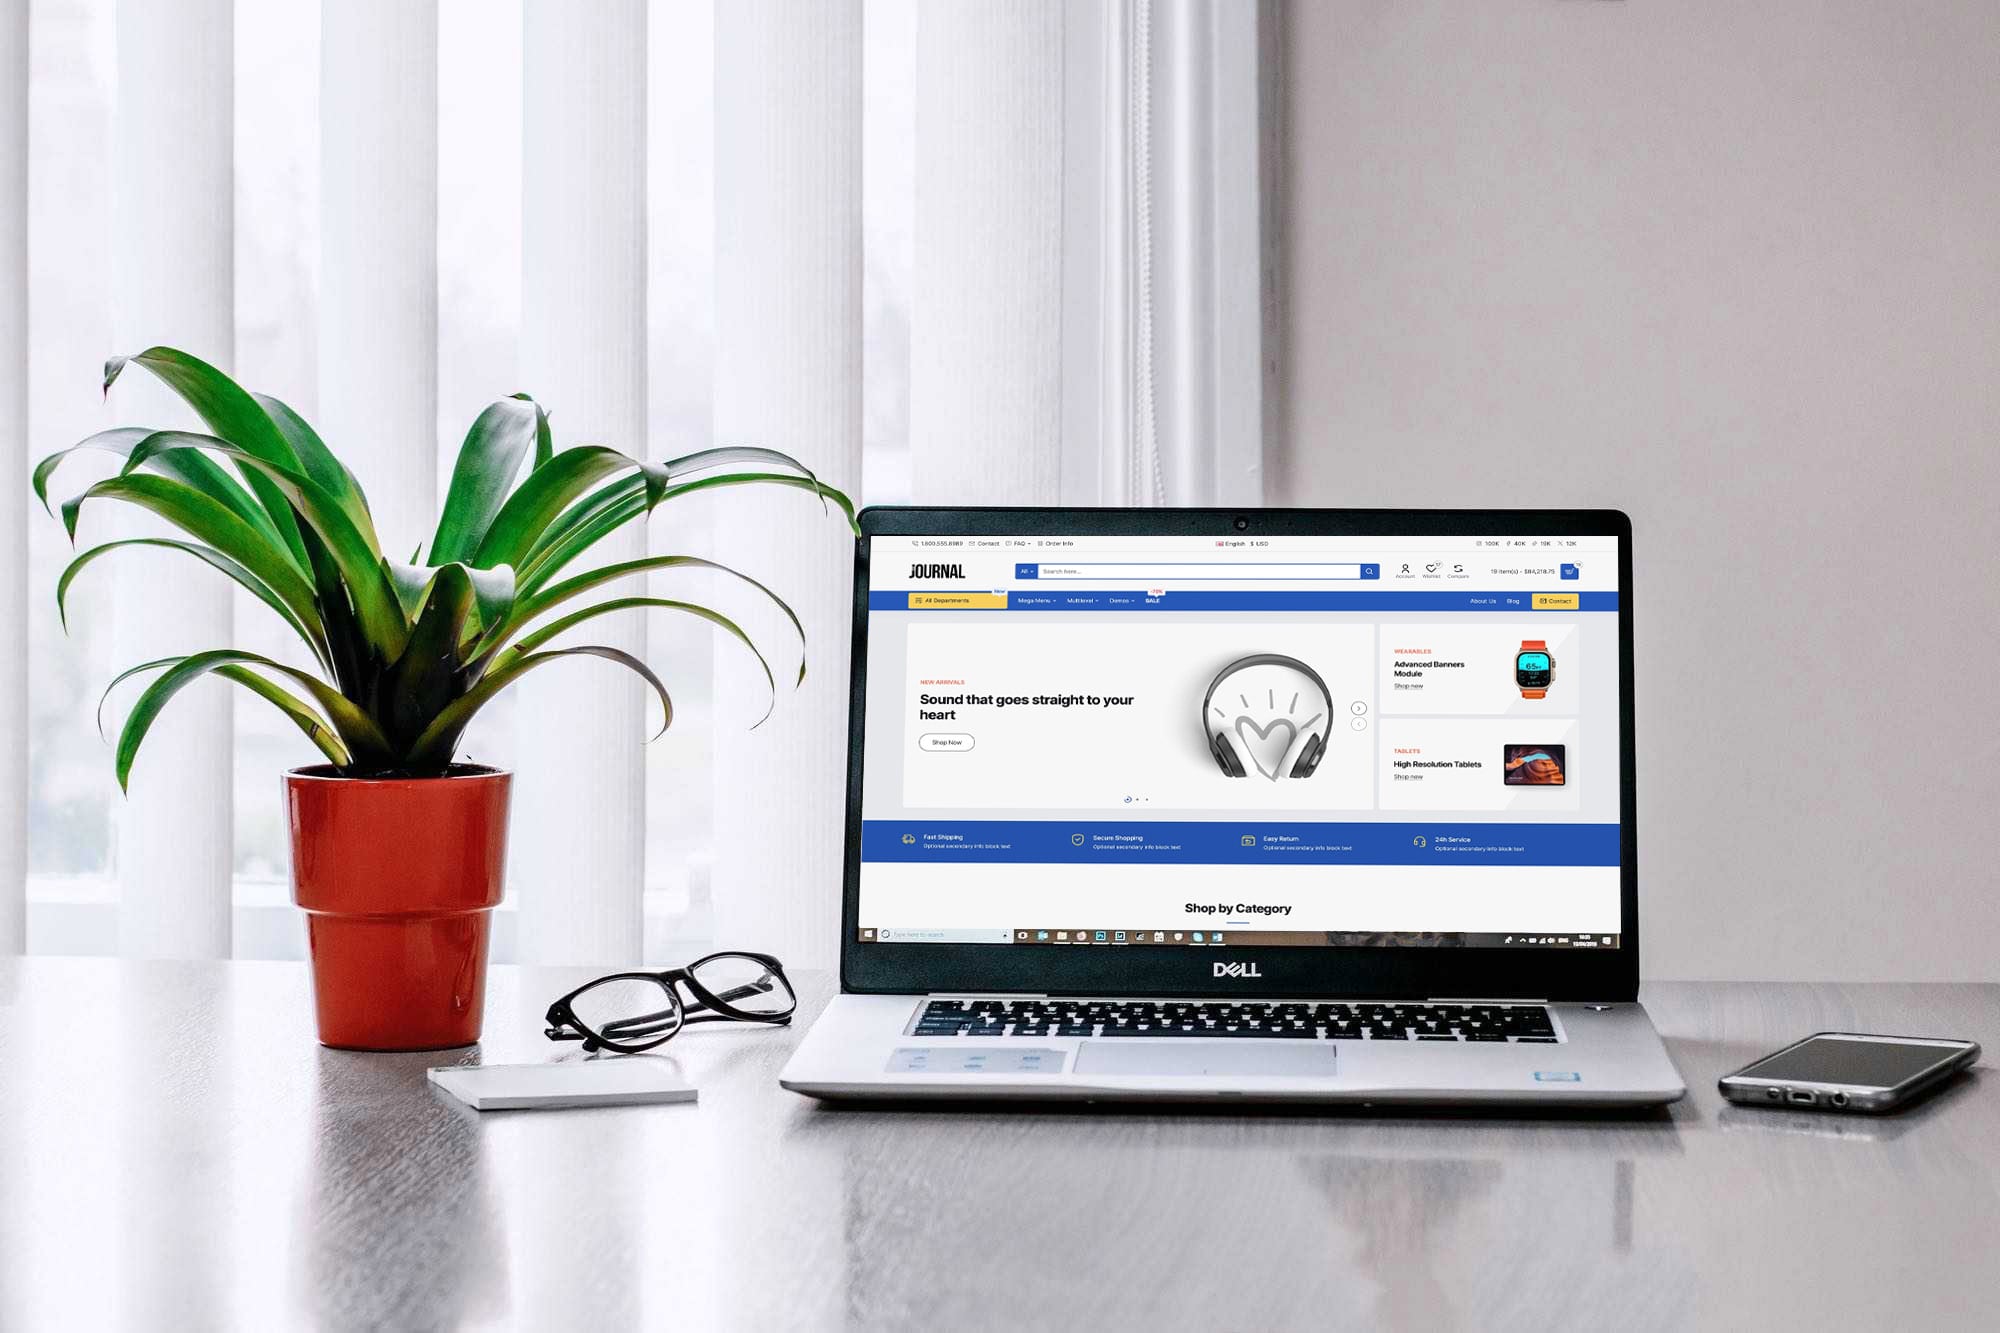 1.800.555.6989 Contact FAQ Order Info English $ USD 100K 40K 19K 12K
JOURNAL All Search here... Account Wishlist Compare 19 item(s) - $84,218.75
New -70%
All Departments Mega Menu Multilevel Demos SALE About Us Blog Contact
NEW ARRIVALS
Sound that goes straight to your
heart
Shop Now
WEARABLES
Advanced Banners
Module
Shop now
TABLETS
High Resolution Tablets
Shop now
Fast Shipping
Optional secondary info block text
Secure Shopping
Optional secondary info block text
Easy Return
Optional secondary info block text
24h Service
Optional secondary info block text
Shop by Category
Type here to search
DELL